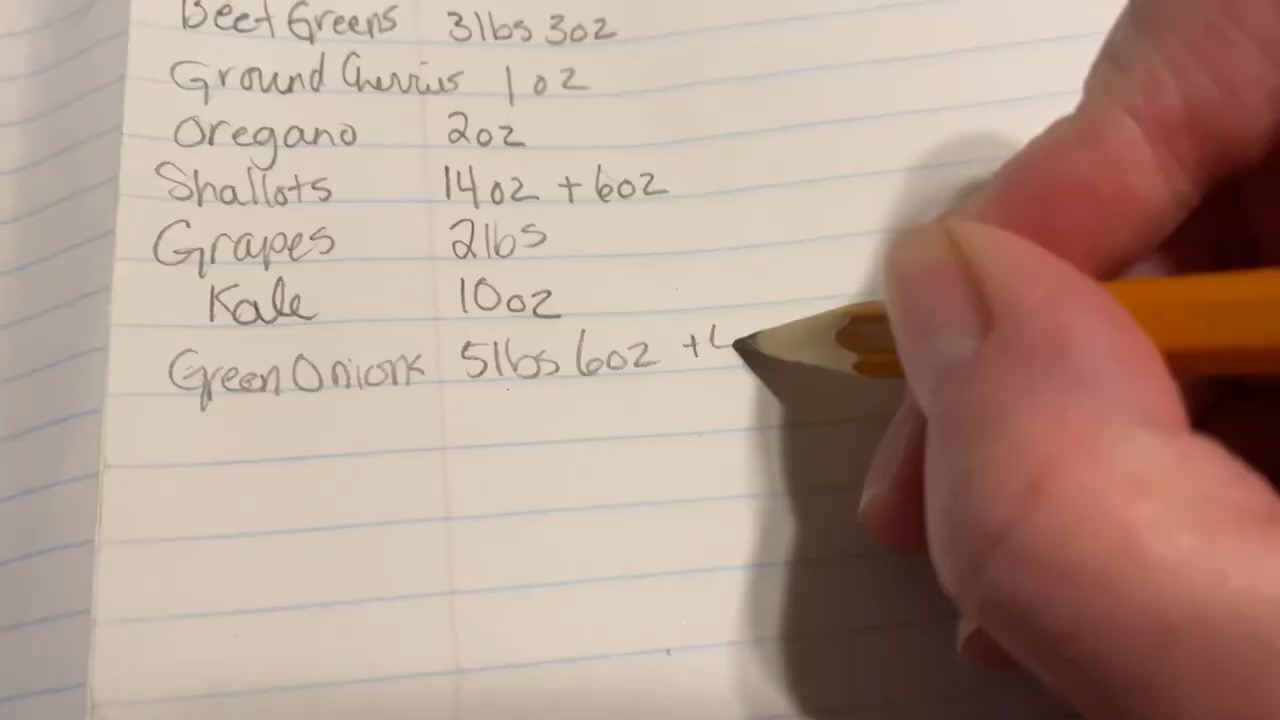 Beet Greens 3lbs 3oz
Ground Cherries 1oz
Oregano 2oz
Shallots 14oz + 6oz
Grapes 2lbs
Kale 10oz
Green Onions 5lbs 6oz +